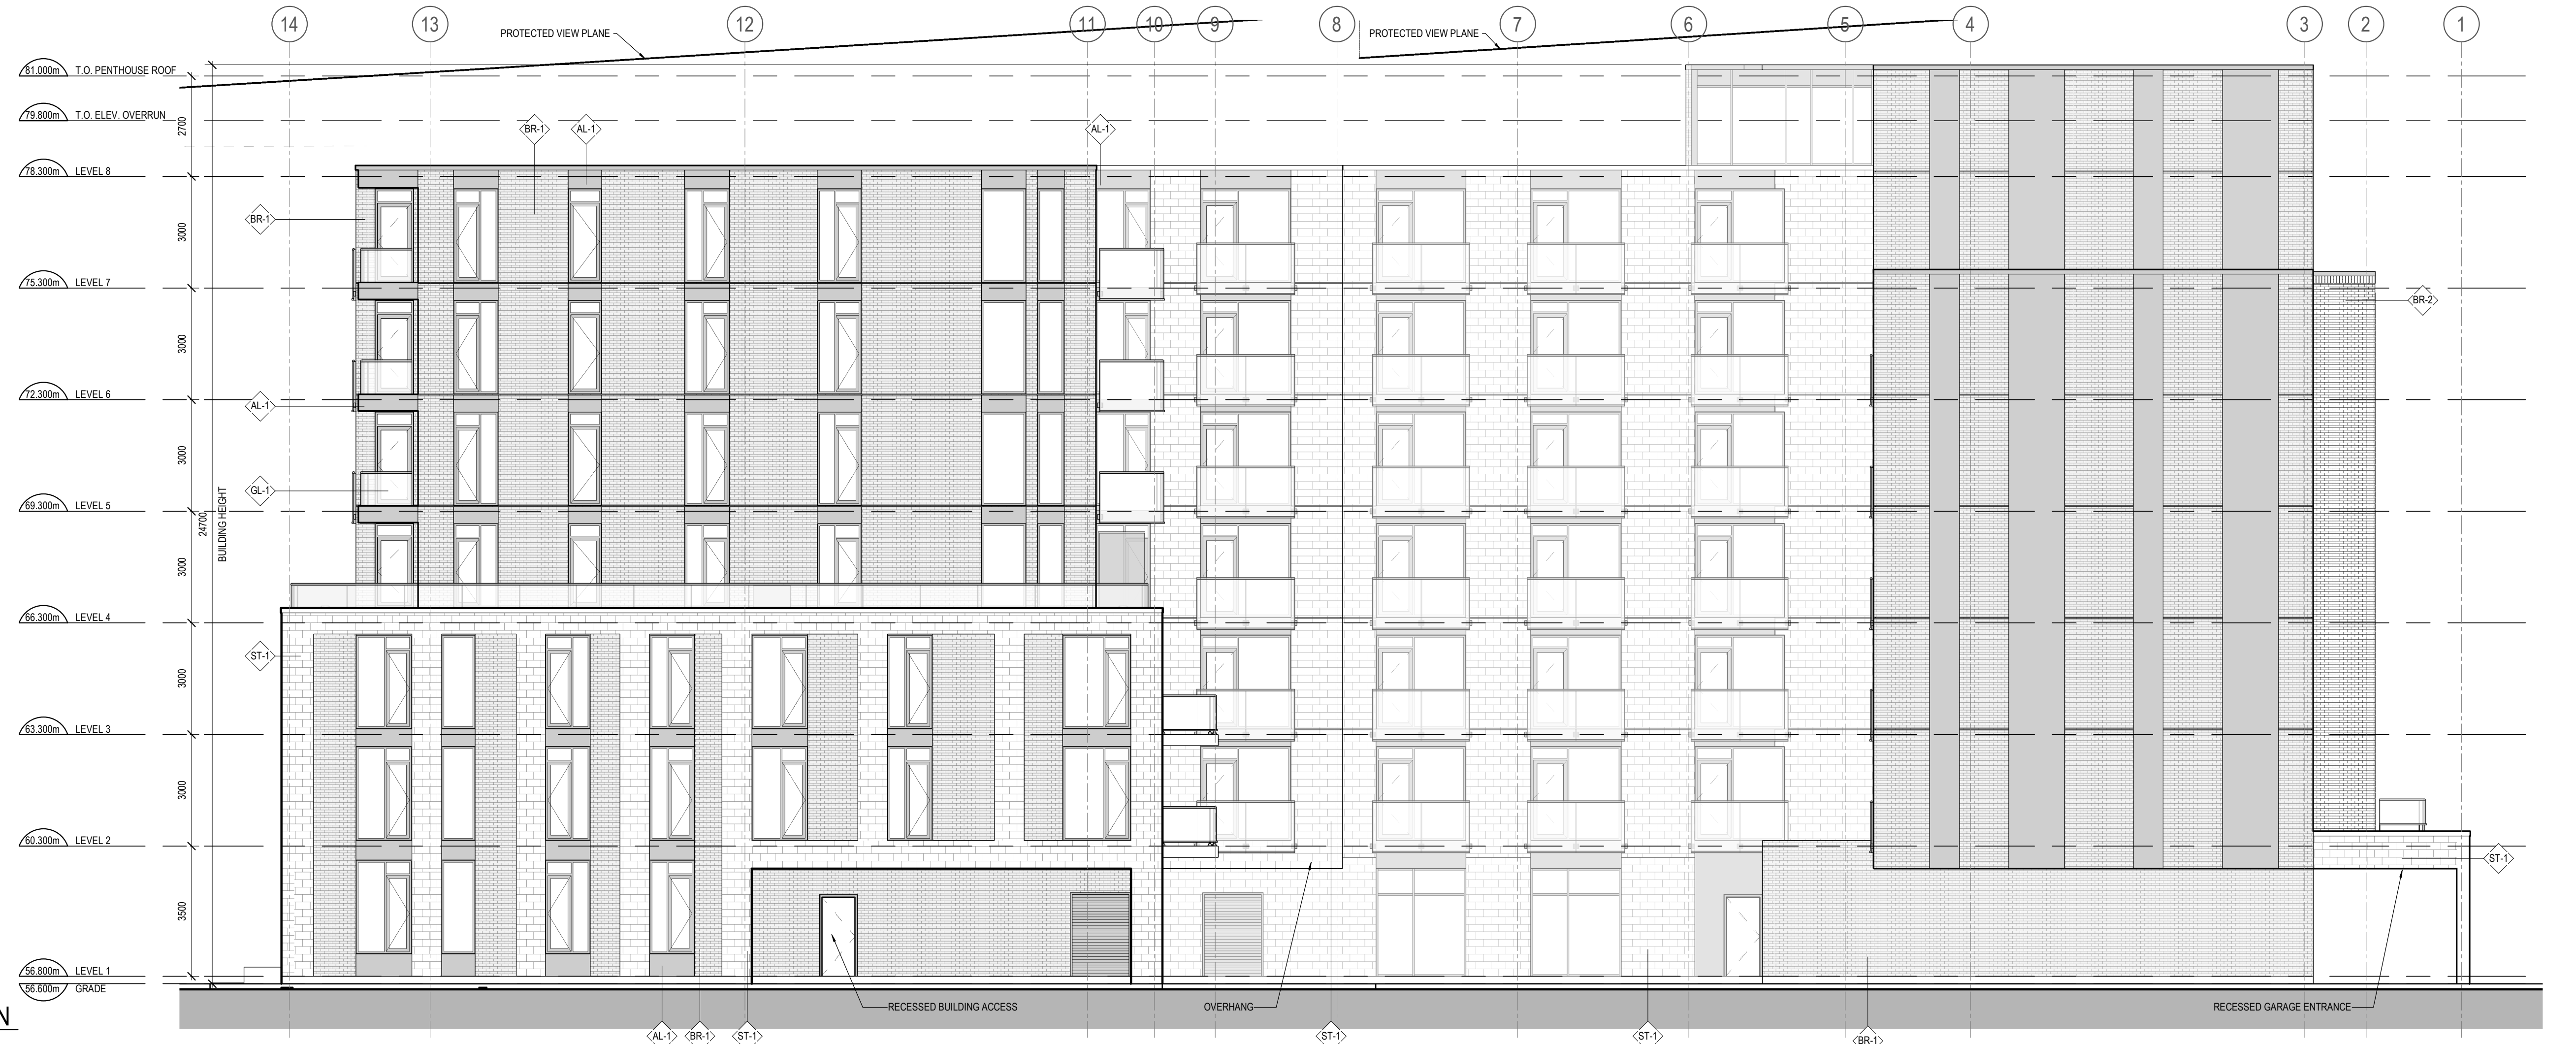 14
13
12
11
10
9
8
7
6
5
4
3
2
1
PROTECTED VIEW PLANE
PROTECTED VIEW PLANE
81.000m T.O. PENTHOUSE ROOF
79.800m T.O. ELEV. OVERRUN
2700
BR-1
AL-1
AL-1
78.300m LEVEL 8
BR-1
3000
75.300m LEVEL 7
BR-2
3000
72.300m LEVEL 6
AL-1
3000
GL-1
69.300m LEVEL 5
24700
BUILDING HEIGHT
3000
66.300m LEVEL 4
ST-1
3000
63.300m LEVEL 3
3000
60.300m LEVEL 2
ST-1
3500
56.800m LEVEL 1
56.600m GRADE
RECESSED BUILDING ACCESS
OVERHANG
RECESSED GARAGE ENTRANCE
N
AL-1
BR-1
ST-1
ST-1
ST-1
BR-1